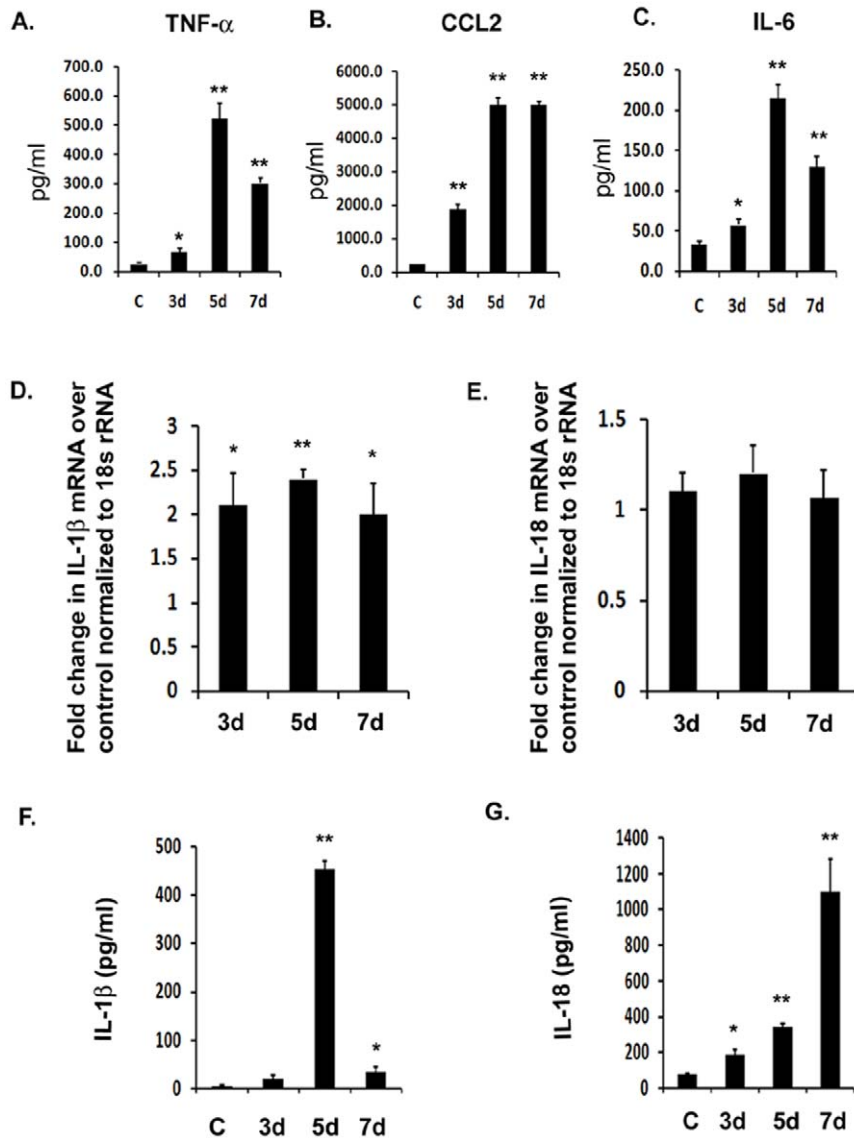 A.
TNF-α
700.0
600.0
500.0
400.0
300.0
200.0
100.0
0.0
pg/ml
*
**
**
C 3d 5d 7d
B.
CCL2
6000.0
5000.0
4000.0
3000.0
2000.0
1000.0
0.0
pg/ml
**
**
**
C 3d 5d 7d
C.
IL-6
250.0
200.0
150.0
100.0
50.0
0.0
pg/ml
*
**
**
C 3d 5d 7d
D.
Fold change in IL-1β mRNA over
contrrol normalized to 18s rRNA
3
2.5
2
1.5
1
0.5
0
*
**
*
3d 5d 7d
E.
Fold change in IL-18 mRNA over
contrrol normalized to 18s rRNA
1.5
1
0.5
0
3d 5d 7d
F.
IL-1β (pg/ml)
500
400
300
200
100
0
**
*
C 3d 5d 7d
G.
IL-18 (pg/ml)
1400
1200
1000
800
600
400
200
0
*
**
**
C 3d 5d 7d